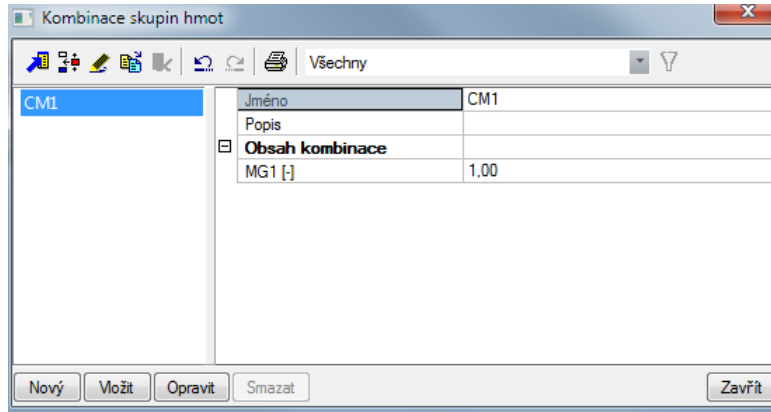 Kombinace skupin hmot
Všechny
CM1
Jméno CM1
Popis
Obsah kombinace
MG1 [-] 1,00
Nový Vložit Opravit Smazat Zavřít